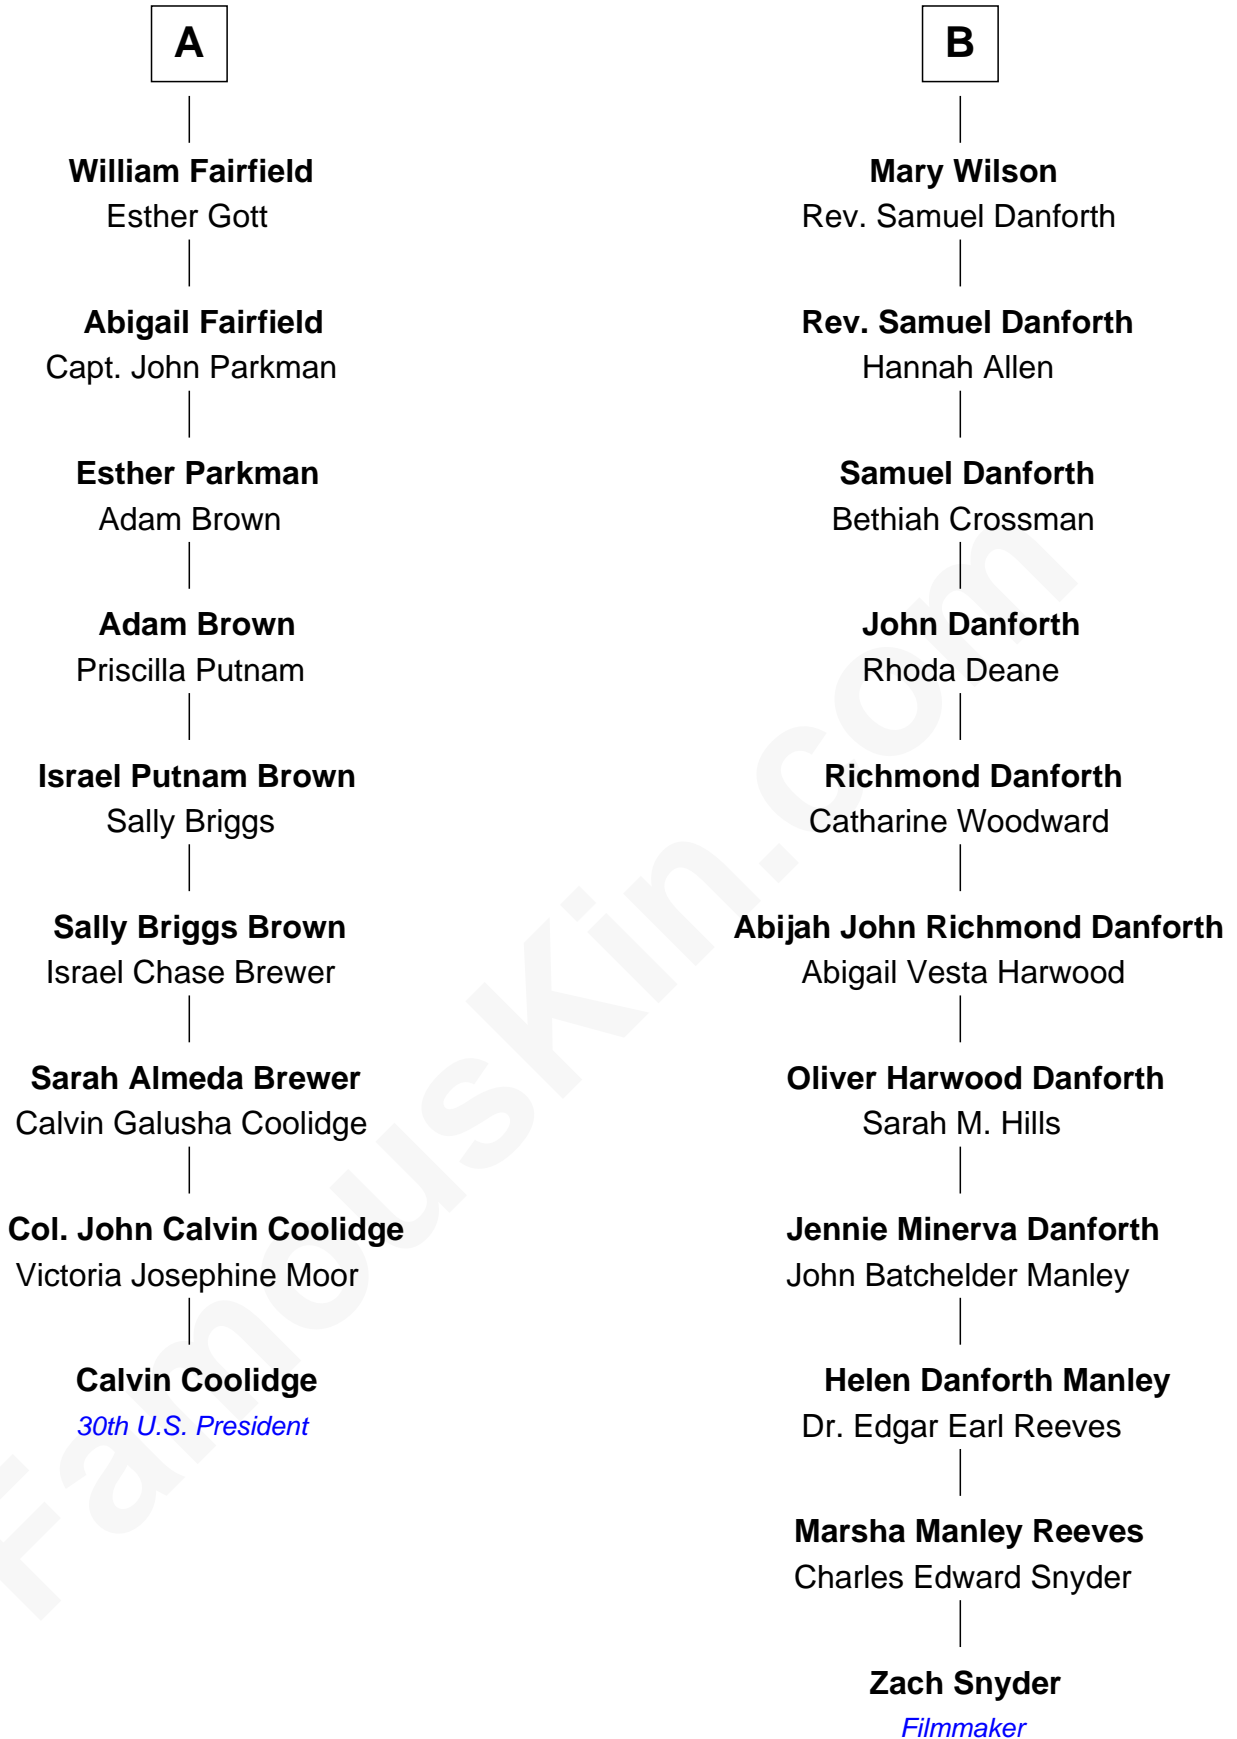 A
William Fairfield
Esther Gott
Abigail Fairfield
Capt. John Parkman
Esther Parkman
Adam Brown
Adam Brown
Priscilla Putnam
Israel Putnam Brown
Sally Briggs
Sally Briggs Brown
Israel Chase Brewer
Sarah Almeda Brewer
Calvin Galusha Coolidge
Col. John Calvin Coolidge
Victoria Josephine Moor
Calvin Coolidge
30th U.S. President
B
Mary Wilson
Rev. Samuel Danforth
Rev. Samuel Danforth
Hannah Allen
Samuel Danforth
Bethiah Crossman
John Danforth
Rhoda Deane
Richmond Danforth
Catharine Woodward
Abijah John Richmond Danforth
Abigail Vesta Harwood
Oliver Harwood Danforth
Sarah M. Hills
Jennie Minerva Danforth
John Batchelder Manley
Helen Danforth Manley
Dr. Edgar Earl Reeves
Marsha Manley Reeves
Charles Edward Snyder
Zach Snyder
Filmmaker
FamousKin.com